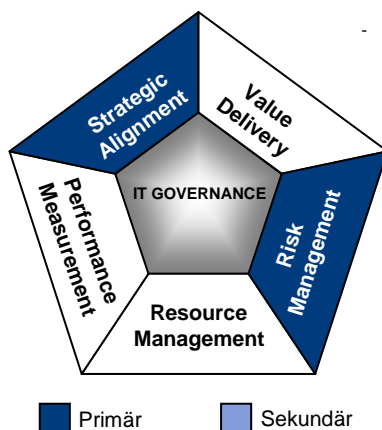 -
Strategic
Alignment
Value
Delivery
IT GOVERNANCE
Performance
Measurement
Risk
Management
Resource
Management
Primär
Sekundär